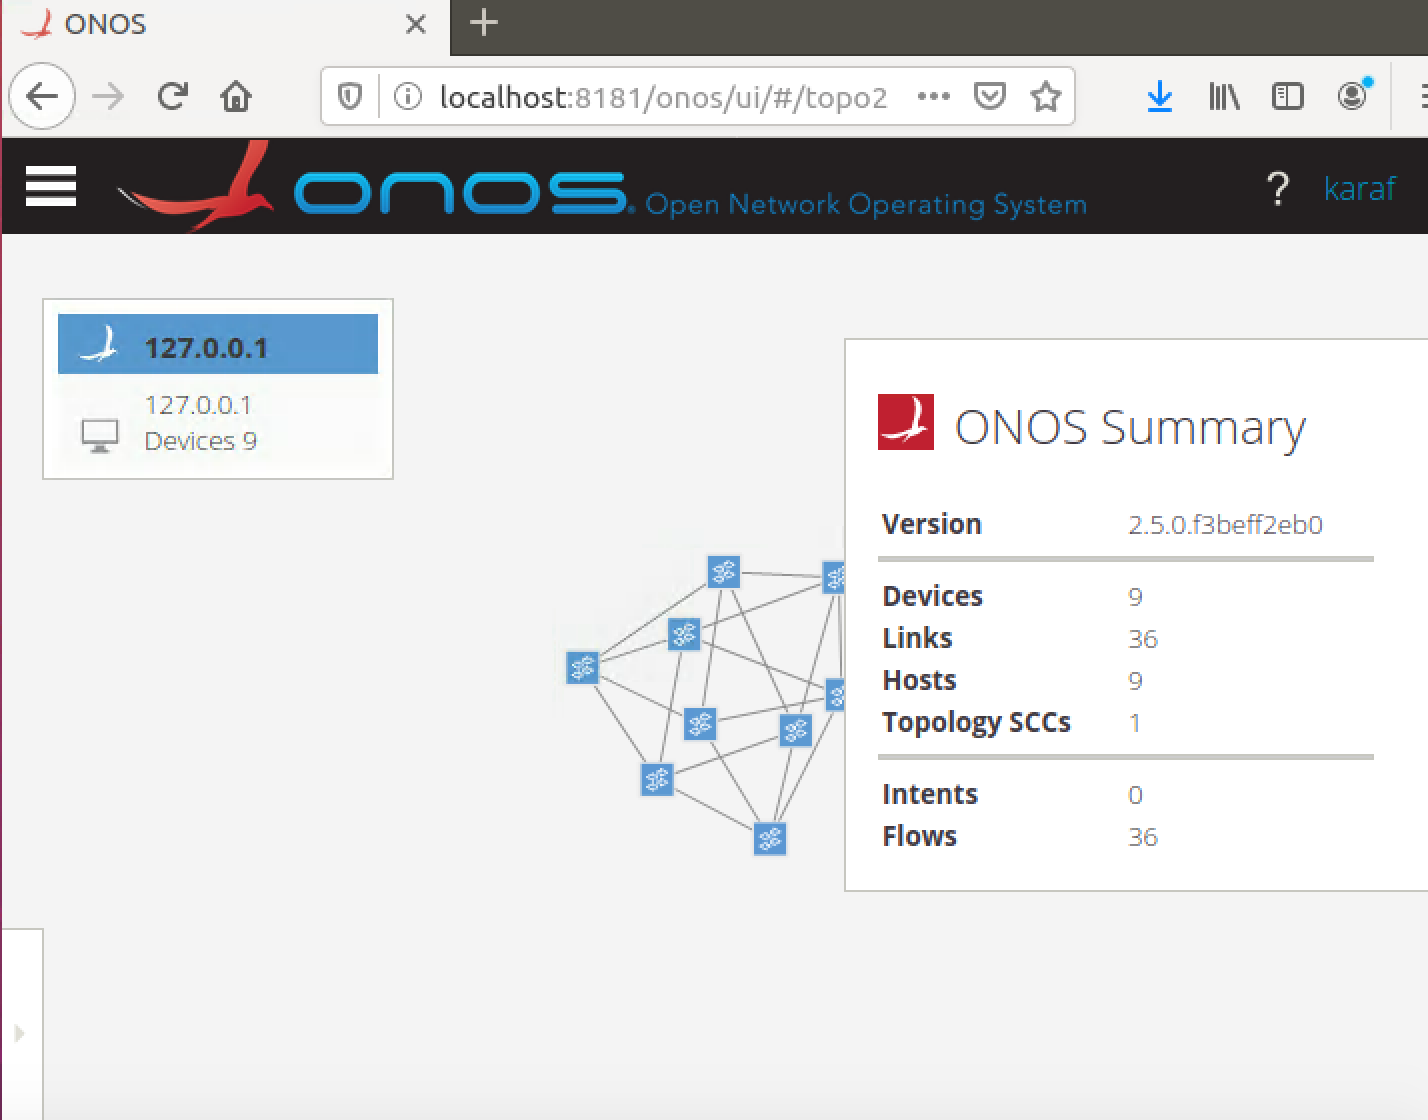 ONOS
localhost:8181/onos/ui/#/topo2
onos Open Network Operating System
? karaf
127.0.0.1
127.0.0.1
Devices 9
ONOS Summary
Version 2.5.0.f3beff2eb0
Devices 9
Links 36
Hosts 9
Topology SCCs 1
Intents 0
Flows 36